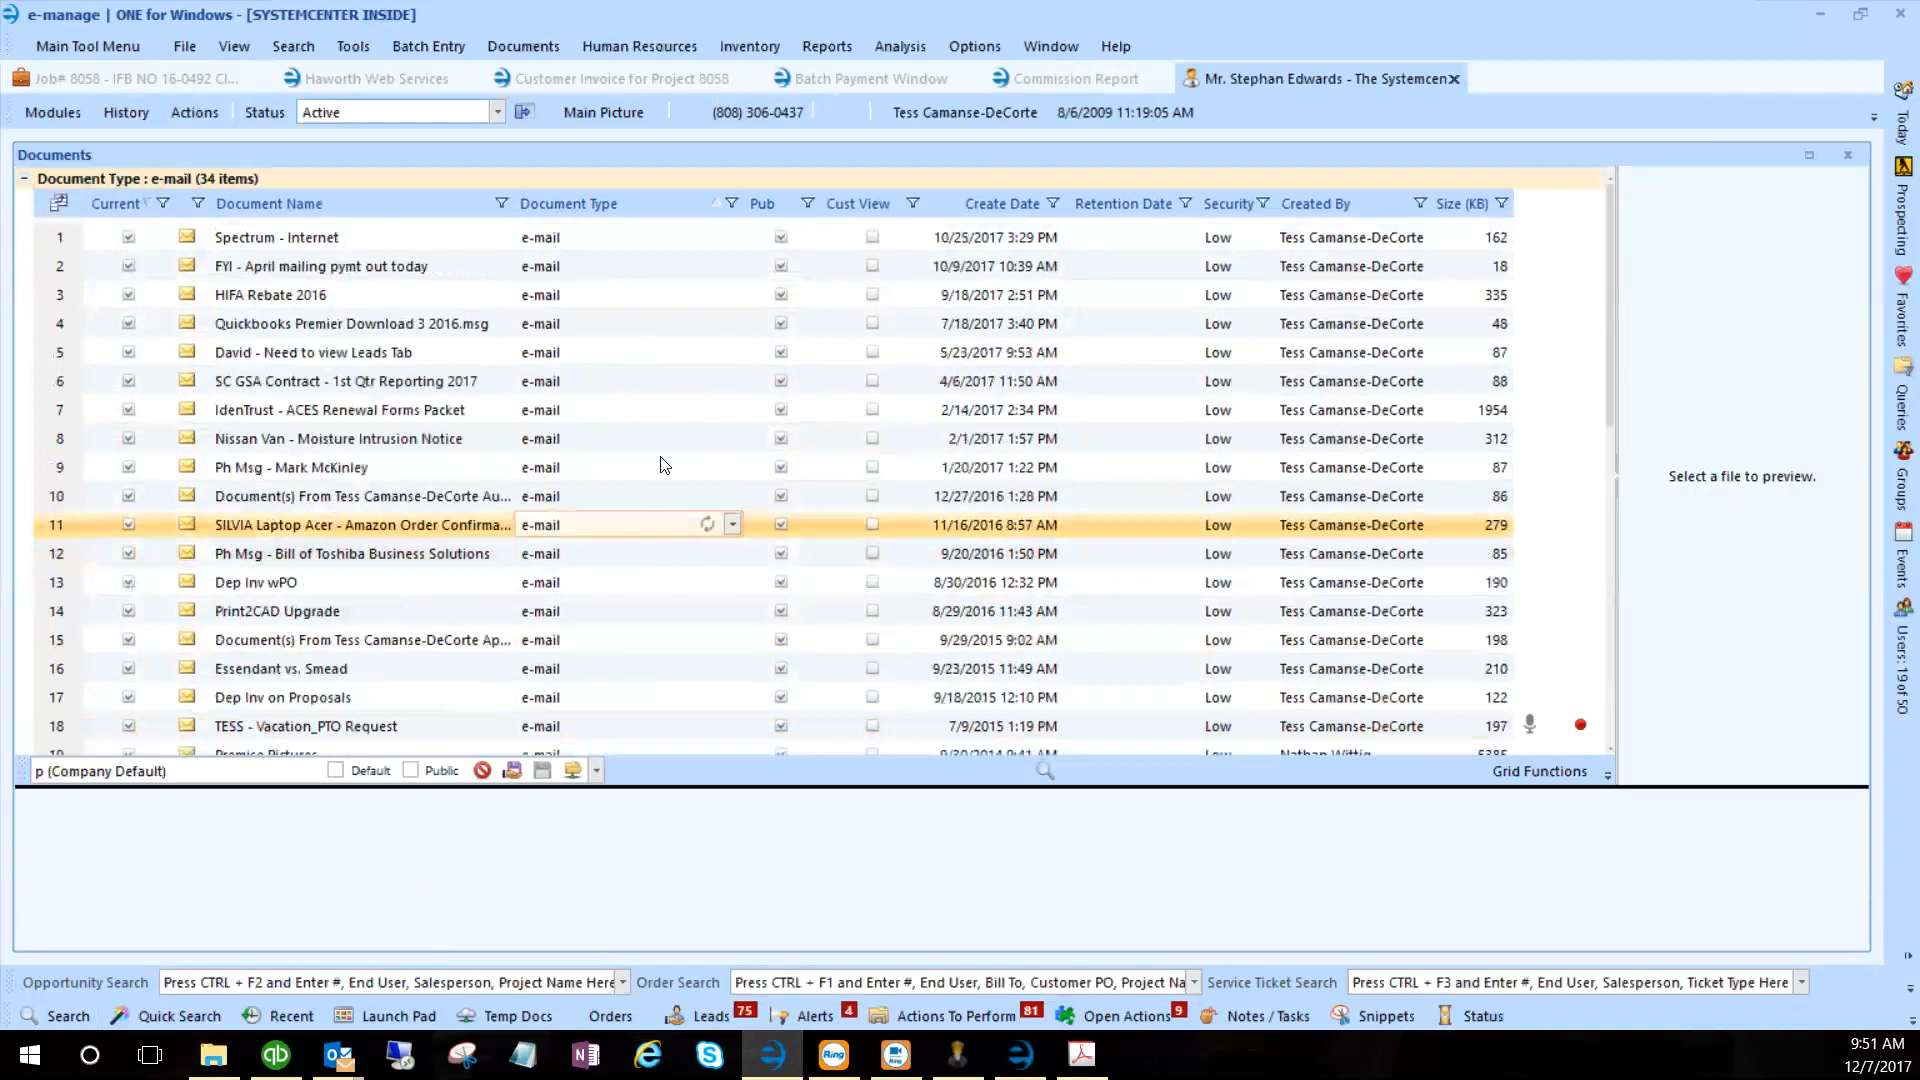 e-manage | ONE for Windows - [SYSTEMCENTER INSIDE]
Main Tool Menu File View Search Tools Batch Entry Documents Human Resources Inventory Reports Analysis Options Window Help
Job# 8058 - IFB NO 16-0492 Cl... Haworth Web Services Customer Invoice for Project 8058 Batch Payment Window Commission Report Mr. Stephan Edwards - The Systemcen
Modules History Actions Status Active Main Picture (808) 306-0437 Tess Camanse-DeCorte 8/6/2009 11:19:05 AM
Documents
Document Type : e-mail (34 items)
Current Document Name Document Type Pub Cust View Create Date Retention Date Security Created By Size (KB)
1 Spectrum - Internet e-mail 10/25/2017 3:29 PM Low Tess Camanse-DeCorte 162
2 FYI - April mailing pymt out today e-mail 10/9/2017 10:39 AM Low Tess Camanse-DeCorte 18
3 HIFA Rebate 2016 e-mail 9/18/2017 2:51 PM Low Tess Camanse-DeCorte 335
4 Quickbooks Premier Download 3 2016.msg e-mail 7/18/2017 3:40 PM Low Tess Camanse-DeCorte 48
5 David - Need to view Leads Tab e-mail 5/23/2017 9:53 AM Low Tess Camanse-DeCorte 87
6 SC GSA Contract - 1st Qtr Reporting 2017 e-mail 4/6/2017 11:50 AM Low Tess Camanse-DeCorte 88
7 IdenTrust - ACES Renewal Forms Packet e-mail 2/14/2017 2:34 PM Low Tess Camanse-DeCorte 1954
8 Nissan Van - Moisture Intrusion Notice e-mail 2/1/2017 1:57 PM Low Tess Camanse-DeCorte 312
9 Ph Msg - Mark McKinley e-mail 1/20/2017 1:22 PM Low Tess Camanse-DeCorte 87
10 Document(s) From Tess Camanse-DeCorte Au... e-mail 12/27/2016 1:28 PM Low Tess Camanse-DeCorte 86
11 SILVIA Laptop Acer - Amazon Order Confirma... e-mail 11/16/2016 8:57 AM Low Tess Camanse-DeCorte 279
12 Ph Msg - Bill of Toshiba Business Solutions e-mail 9/20/2016 1:50 PM Low Tess Camanse-DeCorte 85
13 Dep Inv wPO e-mail 8/30/2016 12:32 PM Low Tess Camanse-DeCorte 190
14 Print2CAD Upgrade e-mail 8/29/2016 11:43 AM Low Tess Camanse-DeCorte 323
15 Document(s) From Tess Camanse-DeCorte Ap... e-mail 9/29/2015 9:02 AM Low Tess Camanse-DeCorte 198
16 Essendant vs. Smead e-mail 9/23/2015 11:49 AM Low Tess Camanse-DeCorte 210
17 Dep Inv on Proposals e-mail 9/18/2015 12:10 PM Low Tess Camanse-DeCorte 122
18 TESS - Vacation_PTO Request e-mail 7/9/2015 1:19 PM Low Tess Camanse-DeCorte 197
19 Pictures e-mail 9/30/2014 9:41 AM Low Nathan Wittig 5385
Select a file to preview.
p (Company Default) Default Public Grid Functions
Opportunity Search Press CTRL + F2 and Enter #, End User, Salesperson, Project Name Here Order Search Press CTRL + F1 and Enter #, End User, Bill To, Customer PO, Project Na Service Ticket Search Press CTRL + F3 and Enter #, End User, Salesperson, Ticket Type Here
Search Quick Search Recent Launch Pad Temp Docs Orders Leads 75 Alerts 4 Actions To Perform 81 Open Actions 9 Notes / Tasks Snippets Status
Today
Prospecting
Favorites
Queries
Groups
Events
Users: 19 of 50
Ring
Ring
9:51 AM
12/7/2017